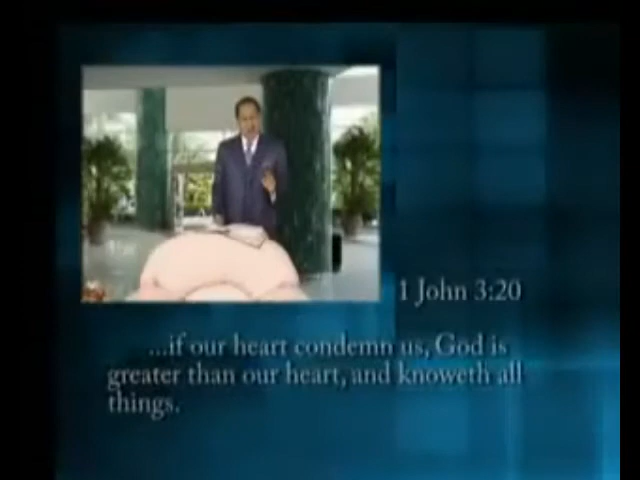 1 John 3:20
...if our heart condemn us, God is
greater than our heart, and knoweth all
things.